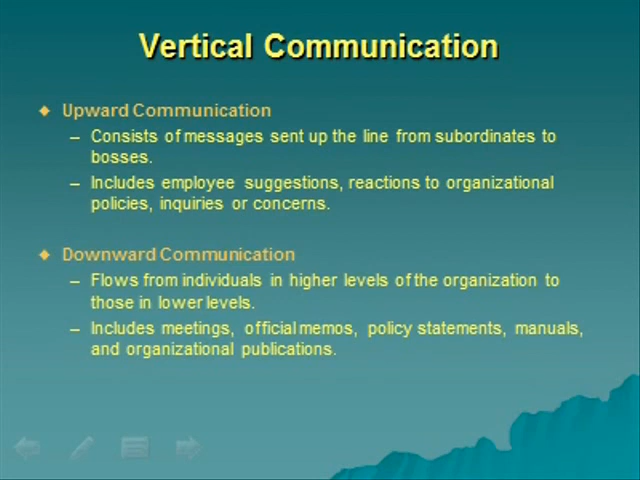 Vertical Communication
Upward Communication
– Consists of messages sent up the line from subordinates to
bosses.
– Includes employee suggestions, reactions to organizational
policies, inquiries or concerns.
Downward Communication
– Flows from individuals in higher levels of the organization to
those in lower levels.
– Includes meetings, official memos, policy statements, manuals,
and organizational publications.